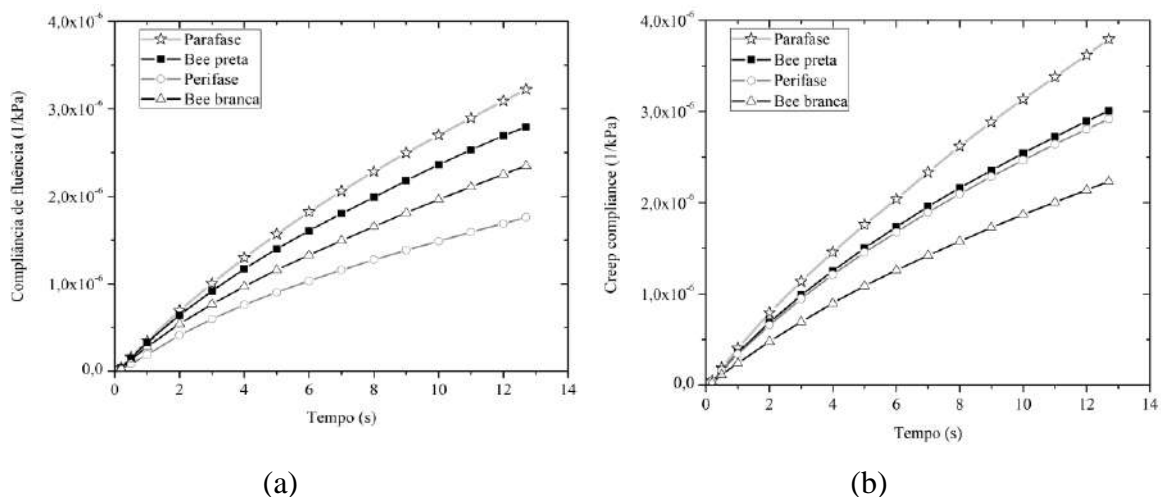 4,0x10⁻⁶
3,0x10⁻⁶
2,0x10⁻⁶
1,0x10⁻⁶
0,0
Compliância de fluência (1/kPa)
Parafase
Bee preta
Perifase
Bee branca
0 2 4 6 8 10 12 14
Tempo (s)
(a)
4,0x10⁻⁶
3,0x10⁻⁶
2,0x10⁻⁶
1,0x10⁻⁶
0,0
Creep compliance (1/kPa)
Parafase
Bee preta
Perifase
Bee branca
0 2 4 6 8 10 12 14
Tempo (s)
(b)